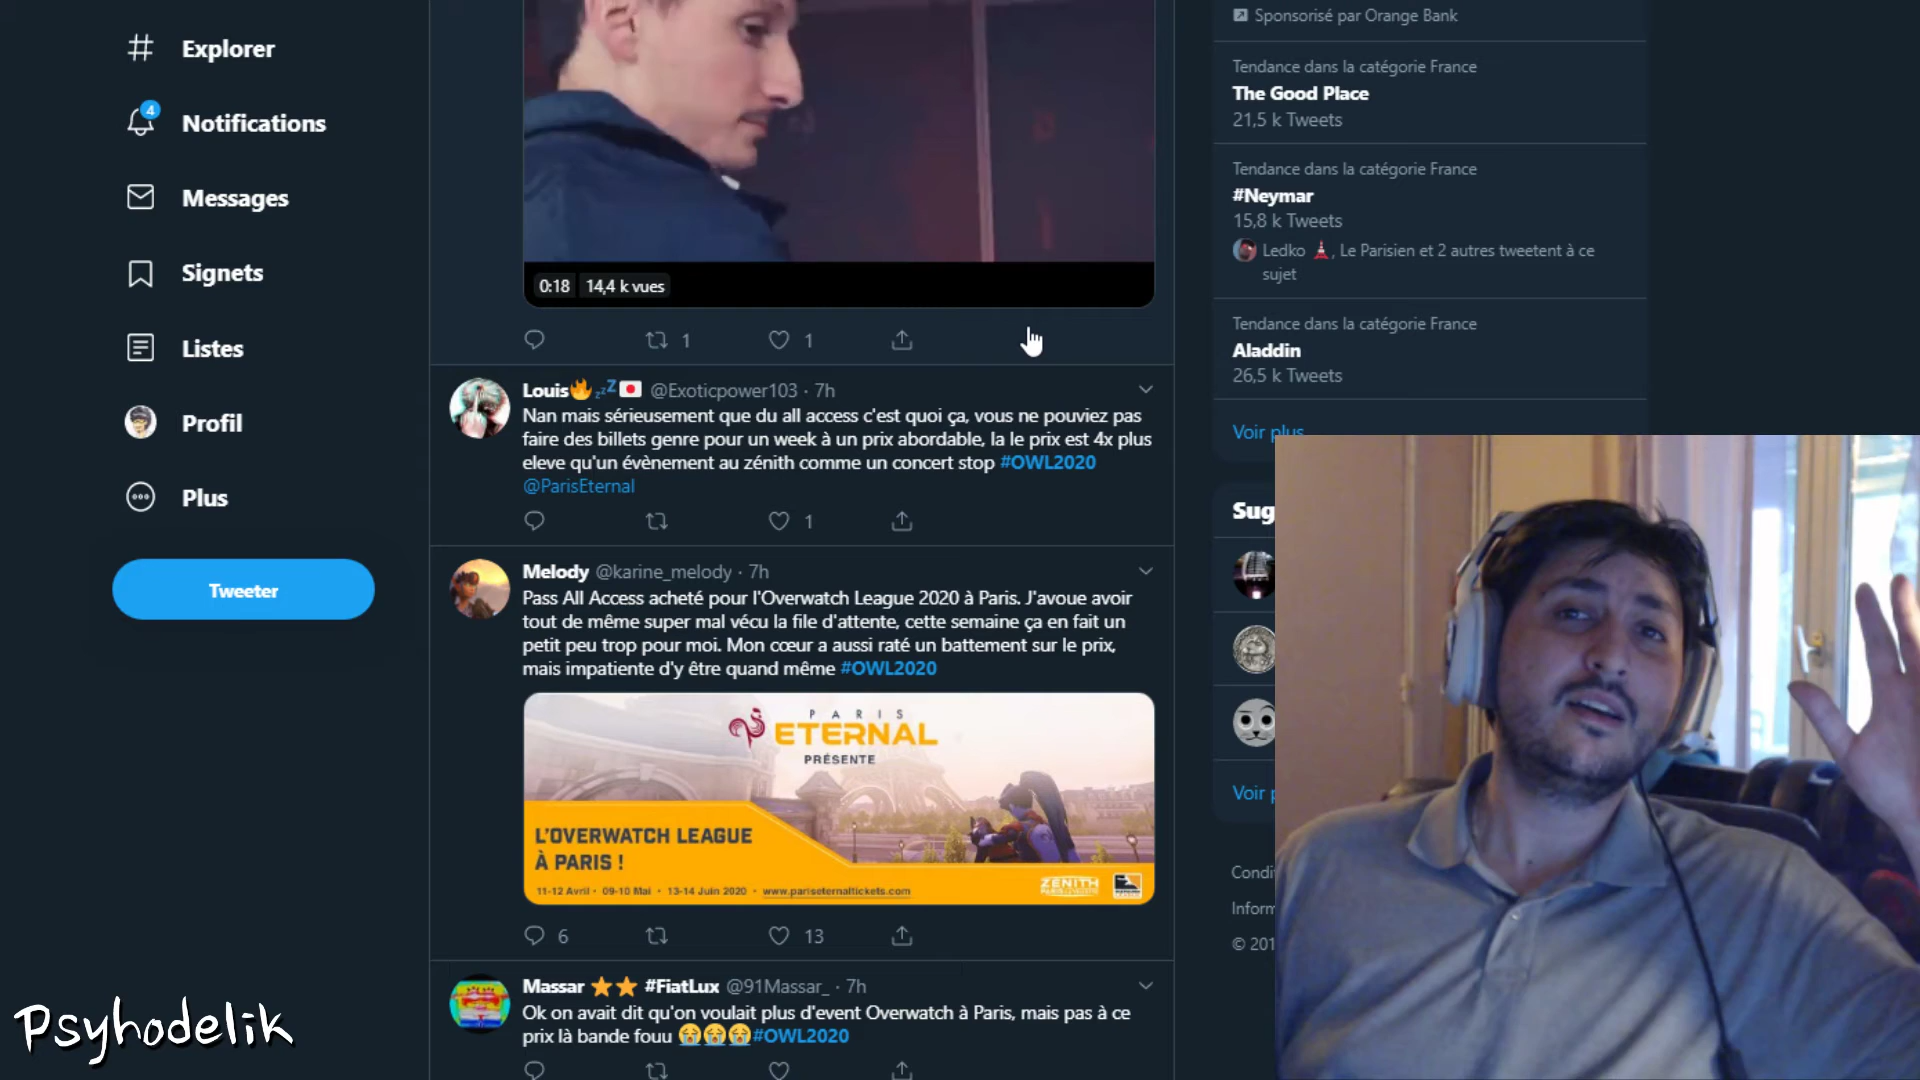 Explorer
4
Notifications
Messages
Signets
Listes
Profil
Plus
Tweeter
0:18 14,4 k vues
1 1
Louis @Exoticpower103 · 7h
Nan mais sérieusement que du all access c'est quoi ça, vous ne pouviez pas
faire des billets genre pour un week à un prix abordable, la le prix est 4x plus
eleve qu'un évènement au zénith comme un concert stop #OWL2020
@ParisEternal
1
Melody @karine_melody · 7h
Pass All Access acheté pour l'Overwatch League 2020 à Paris. J'avoue avoir
tout de même super mal vécu la file d'attente, cette semaine ça en fait un
petit peu trop pour moi. Mon cœur a aussi raté un battement sur le prix,
mais impatiente d'y être quand même #OWL2020
PARIS
ETERNAL
PRÉSENTE
L'OVERWATCH LEAGUE
À PARIS !
11-12 Avril · 09-10 Mai · 13-14 Juin 2020 · www.pariseternaltickets.com
ZENITH
6 13
Massar #FiatLux @91Massar_ · 7h
Ok on avait dit qu'on voulait plus d'event Overwatch à Paris, mais pas à ce
prix là bande fouu #OWL2020
Sponsorisé par Orange Bank
Tendance dans la catégorie France
The Good Place
21,5 k Tweets
Tendance dans la catégorie France
#Neymar
15,8 k Tweets
Ledko , Le Parisien et 2 autres tweetent à ce
sujet
Tendance dans la catégorie France
Aladdin
26,5 k Tweets
Voir plus
Sug
Voir p
Condi
Inform
© 201
Psyhodelik